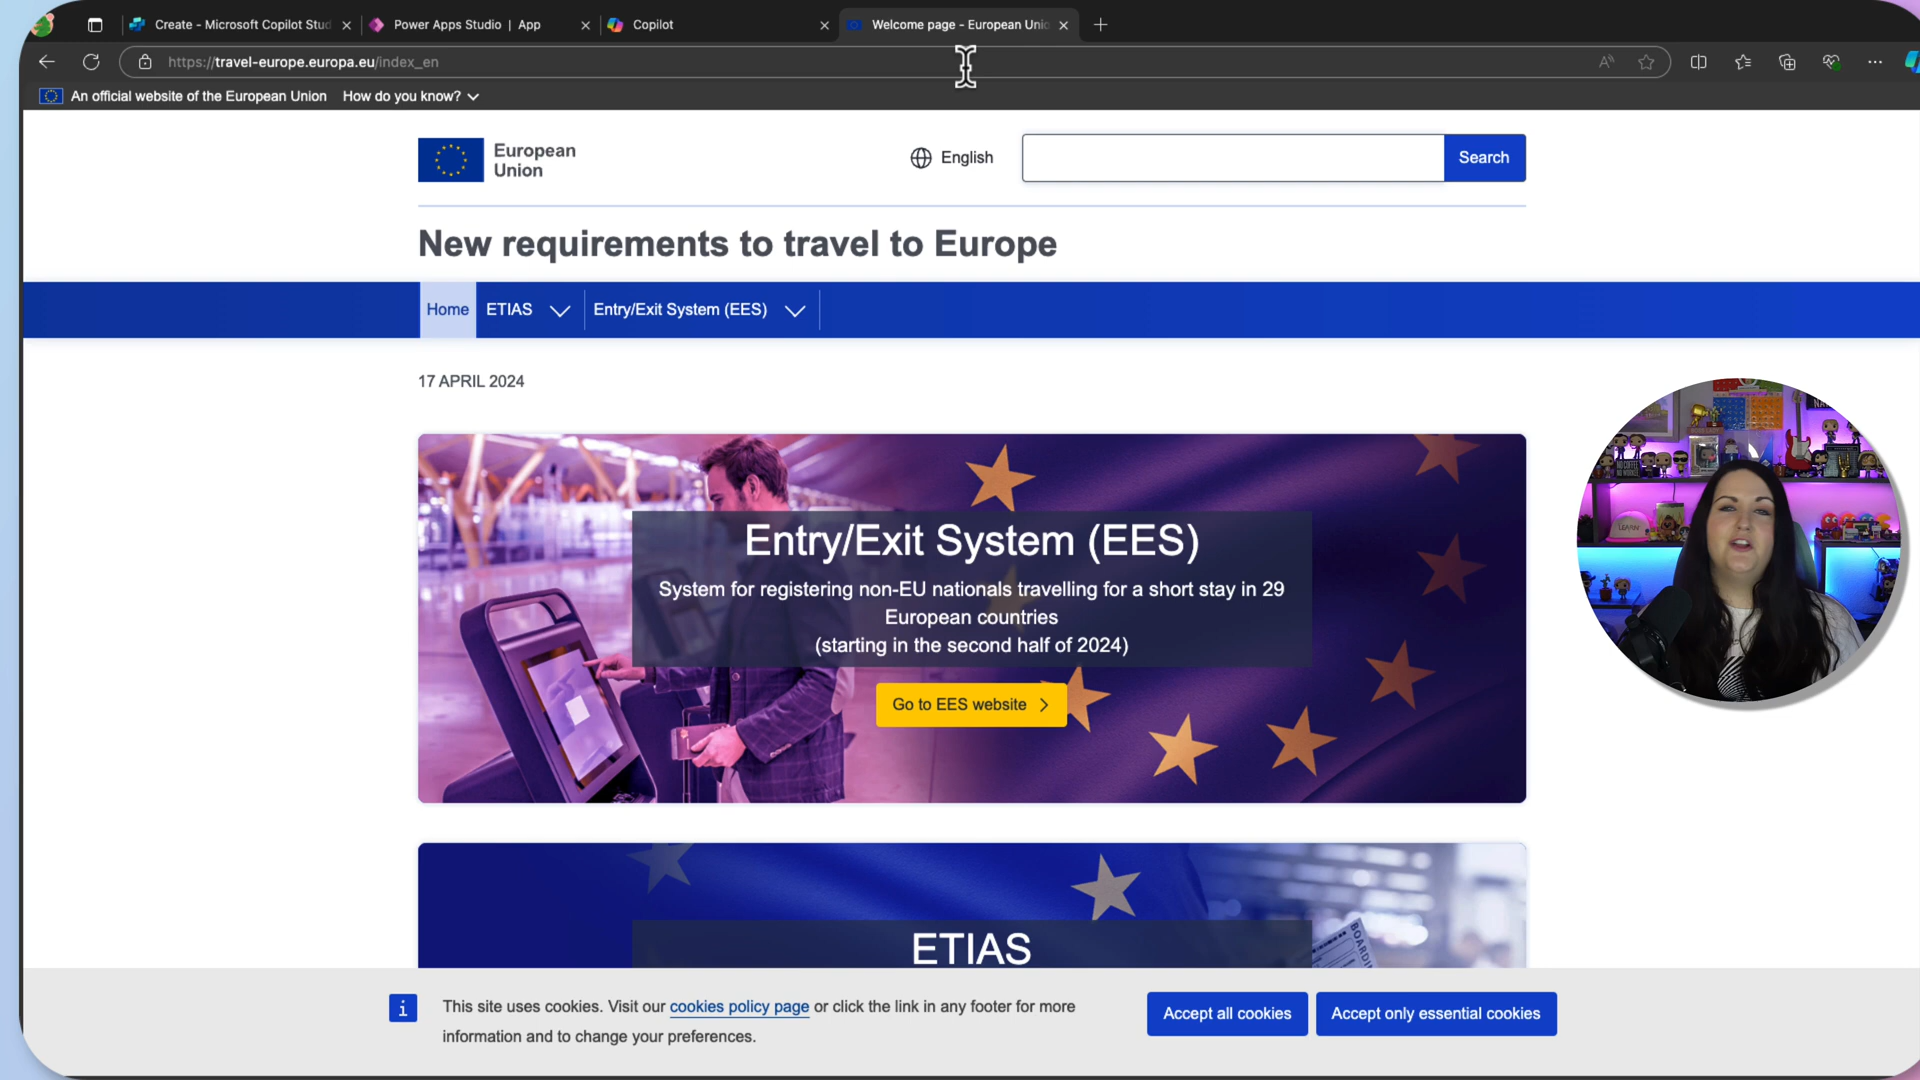 Create - Microsoft Copilot Stud
Power Apps Studio | App
Copilot
Welcome page - European Unic
https://travel-europe.europa.eu/index_en
An official website of the European Union How do you know?
European
Union
English
Search
New requirements to travel to Europe
Home
ETIAS
Entry/Exit System (EES)
17 APRIL 2024
Entry/Exit System (EES)
System for registering non-EU nationals travelling for a short stay in 29
European countries
(starting in the second half of 2024)
Go to EES website
LEARN
ETIAS
This site uses cookies. Visit our cookies policy page or click the link in any footer for more
information and to change your preferences.
Accept all cookies
Accept only essential cookies